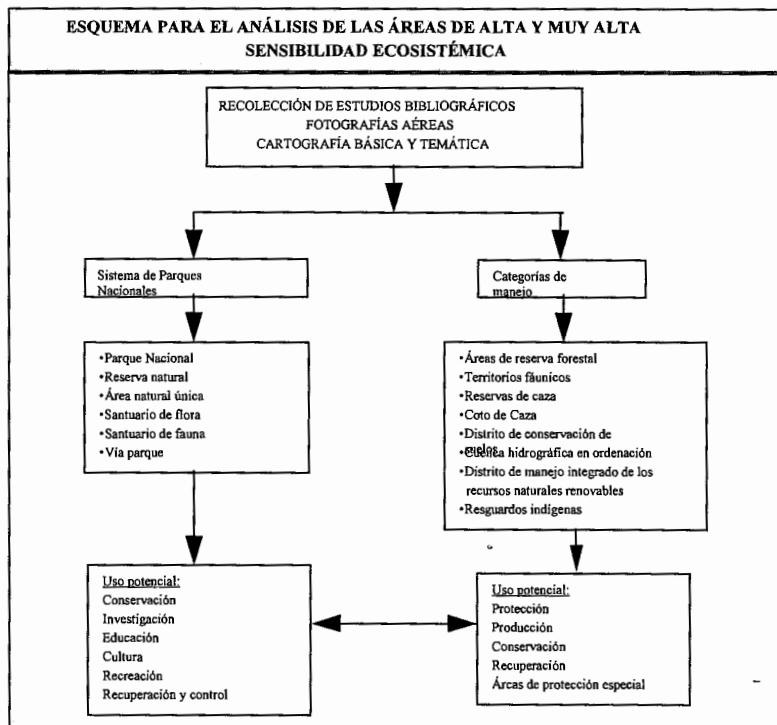 ESQUEMA PARA EL ANÁLISIS DE LAS ÁREAS DE ALTA Y MUY ALTA
SENSIBILIDAD ECOSISTÉMICA
RECOLECCIÓN DE ESTUDIOS BIBLIOGRÁFICOS
FOTOGRAFÍAS AÉREAS
CARTOGRAFÍA BÁSICA Y TEMÁTICA
Sistema de Parques
Nacionales
•Parque Nacional
•Reserva natural
•Área natural única
•Santuario de flora
•Santuario de fauna
•Vía parque
Uso potencial:
Conservación
Investigación
Educación
Cultura
Recreación
Recuperación y control
Categorías de
manejo
•Áreas de reserva forestal
•Territorios fáunicos
•Reservas de caza
•Coto de Caza
•Distrito de conservación de
suelos
•Cuenca hidrográfica en ordenación
•Distrito de manejo integrado de los
recursos naturales renovables
•Resguardos indígenas
Uso potencial:
Protección
Producción
Conservación
Recuperación
Áreas de protección especial